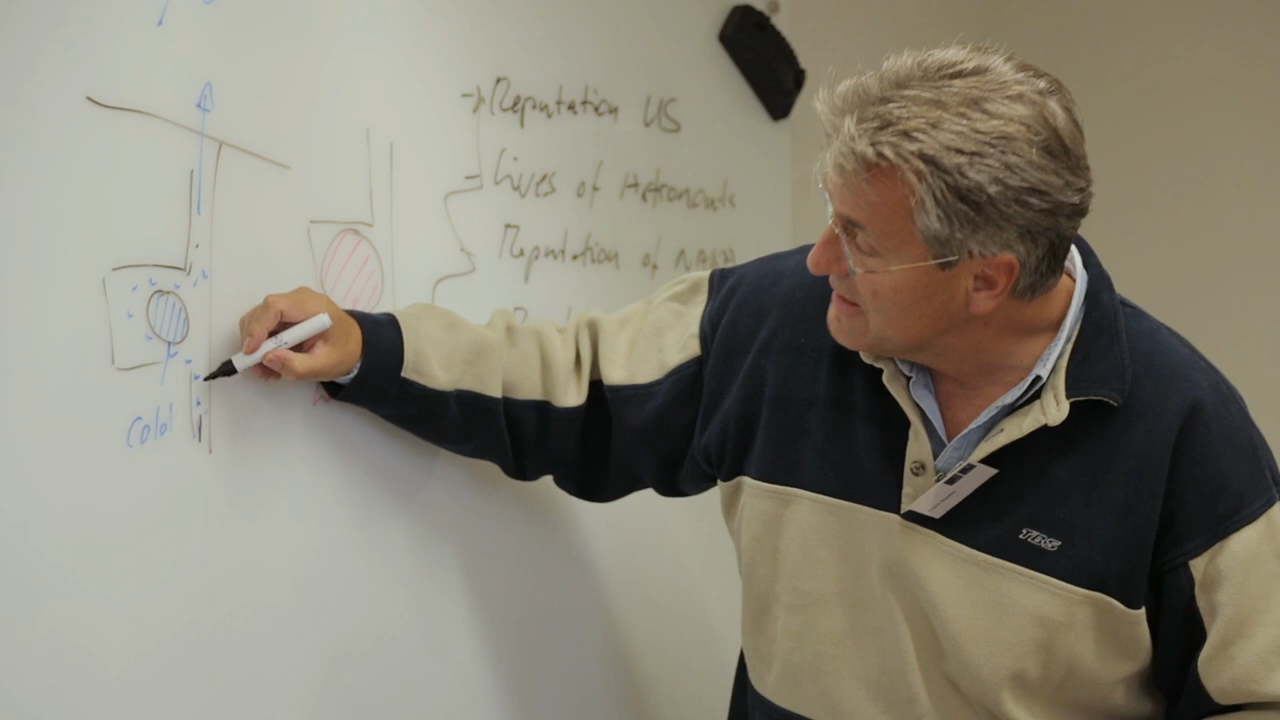 → Reputation US
- Lives of Astronauts
Reputation of NASA
Cold
TBS